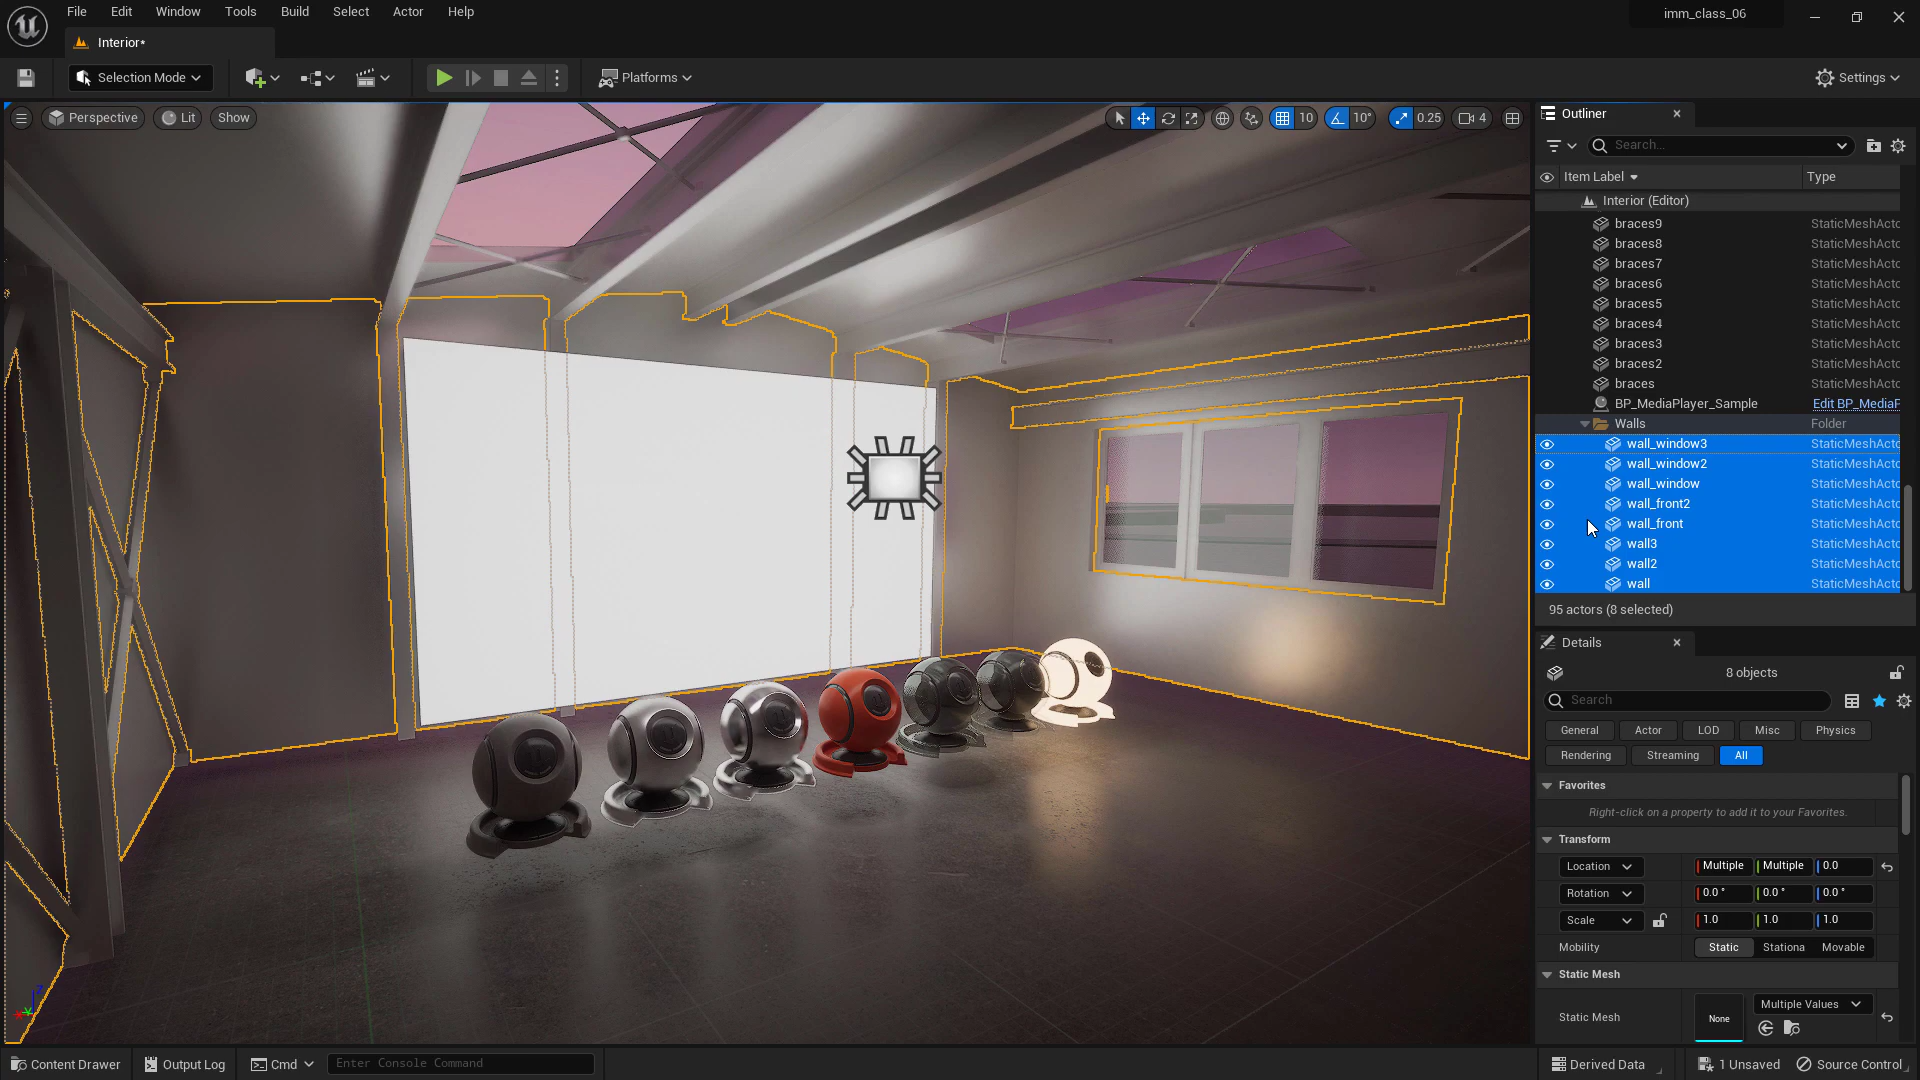 File Edit Window Tools Build Select Actor Help
imm_class_06
Interior*
Selection Mode
Platforms
Settings
Perspective Lit Show
10 10° 0.25 4
Outliner
Search...
Item Label Type
Interior (Editor)
braces9 StaticMeshActo
braces8 StaticMeshActo
braces7 StaticMeshActo
braces6 StaticMeshActo
braces5 StaticMeshActo
braces4 StaticMeshActo
braces3 StaticMeshActo
braces2 StaticMeshActo
braces StaticMeshActo
BP_MediaPlayer_Sample Edit BP_MediaP
Walls Folder
wall_window3 StaticMeshActo
wall_window2 StaticMeshActo
wall_window StaticMeshActo
wall_front2 StaticMeshActo
wall_front StaticMeshActo
wall3 StaticMeshActo
wall2 StaticMeshActo
wall StaticMeshActo
95 actors (8 selected)
Details
8 objects
Search
General Actor LOD Misc Physics
Rendering Streaming All
Favorites
Right-click on a property to add it to your Favorites.
Transform
Location Multiple Multiple 0.0
Rotation 0.0 ° 0.0 ° 0.0 °
Scale 1.0 1.0 1.0
Mobility Static Stationa Movable
Static Mesh
Multiple Values
Static Mesh None
Content Drawer Output Log Cmd Enter Console Command
Derived Data 1 Unsaved Source Control